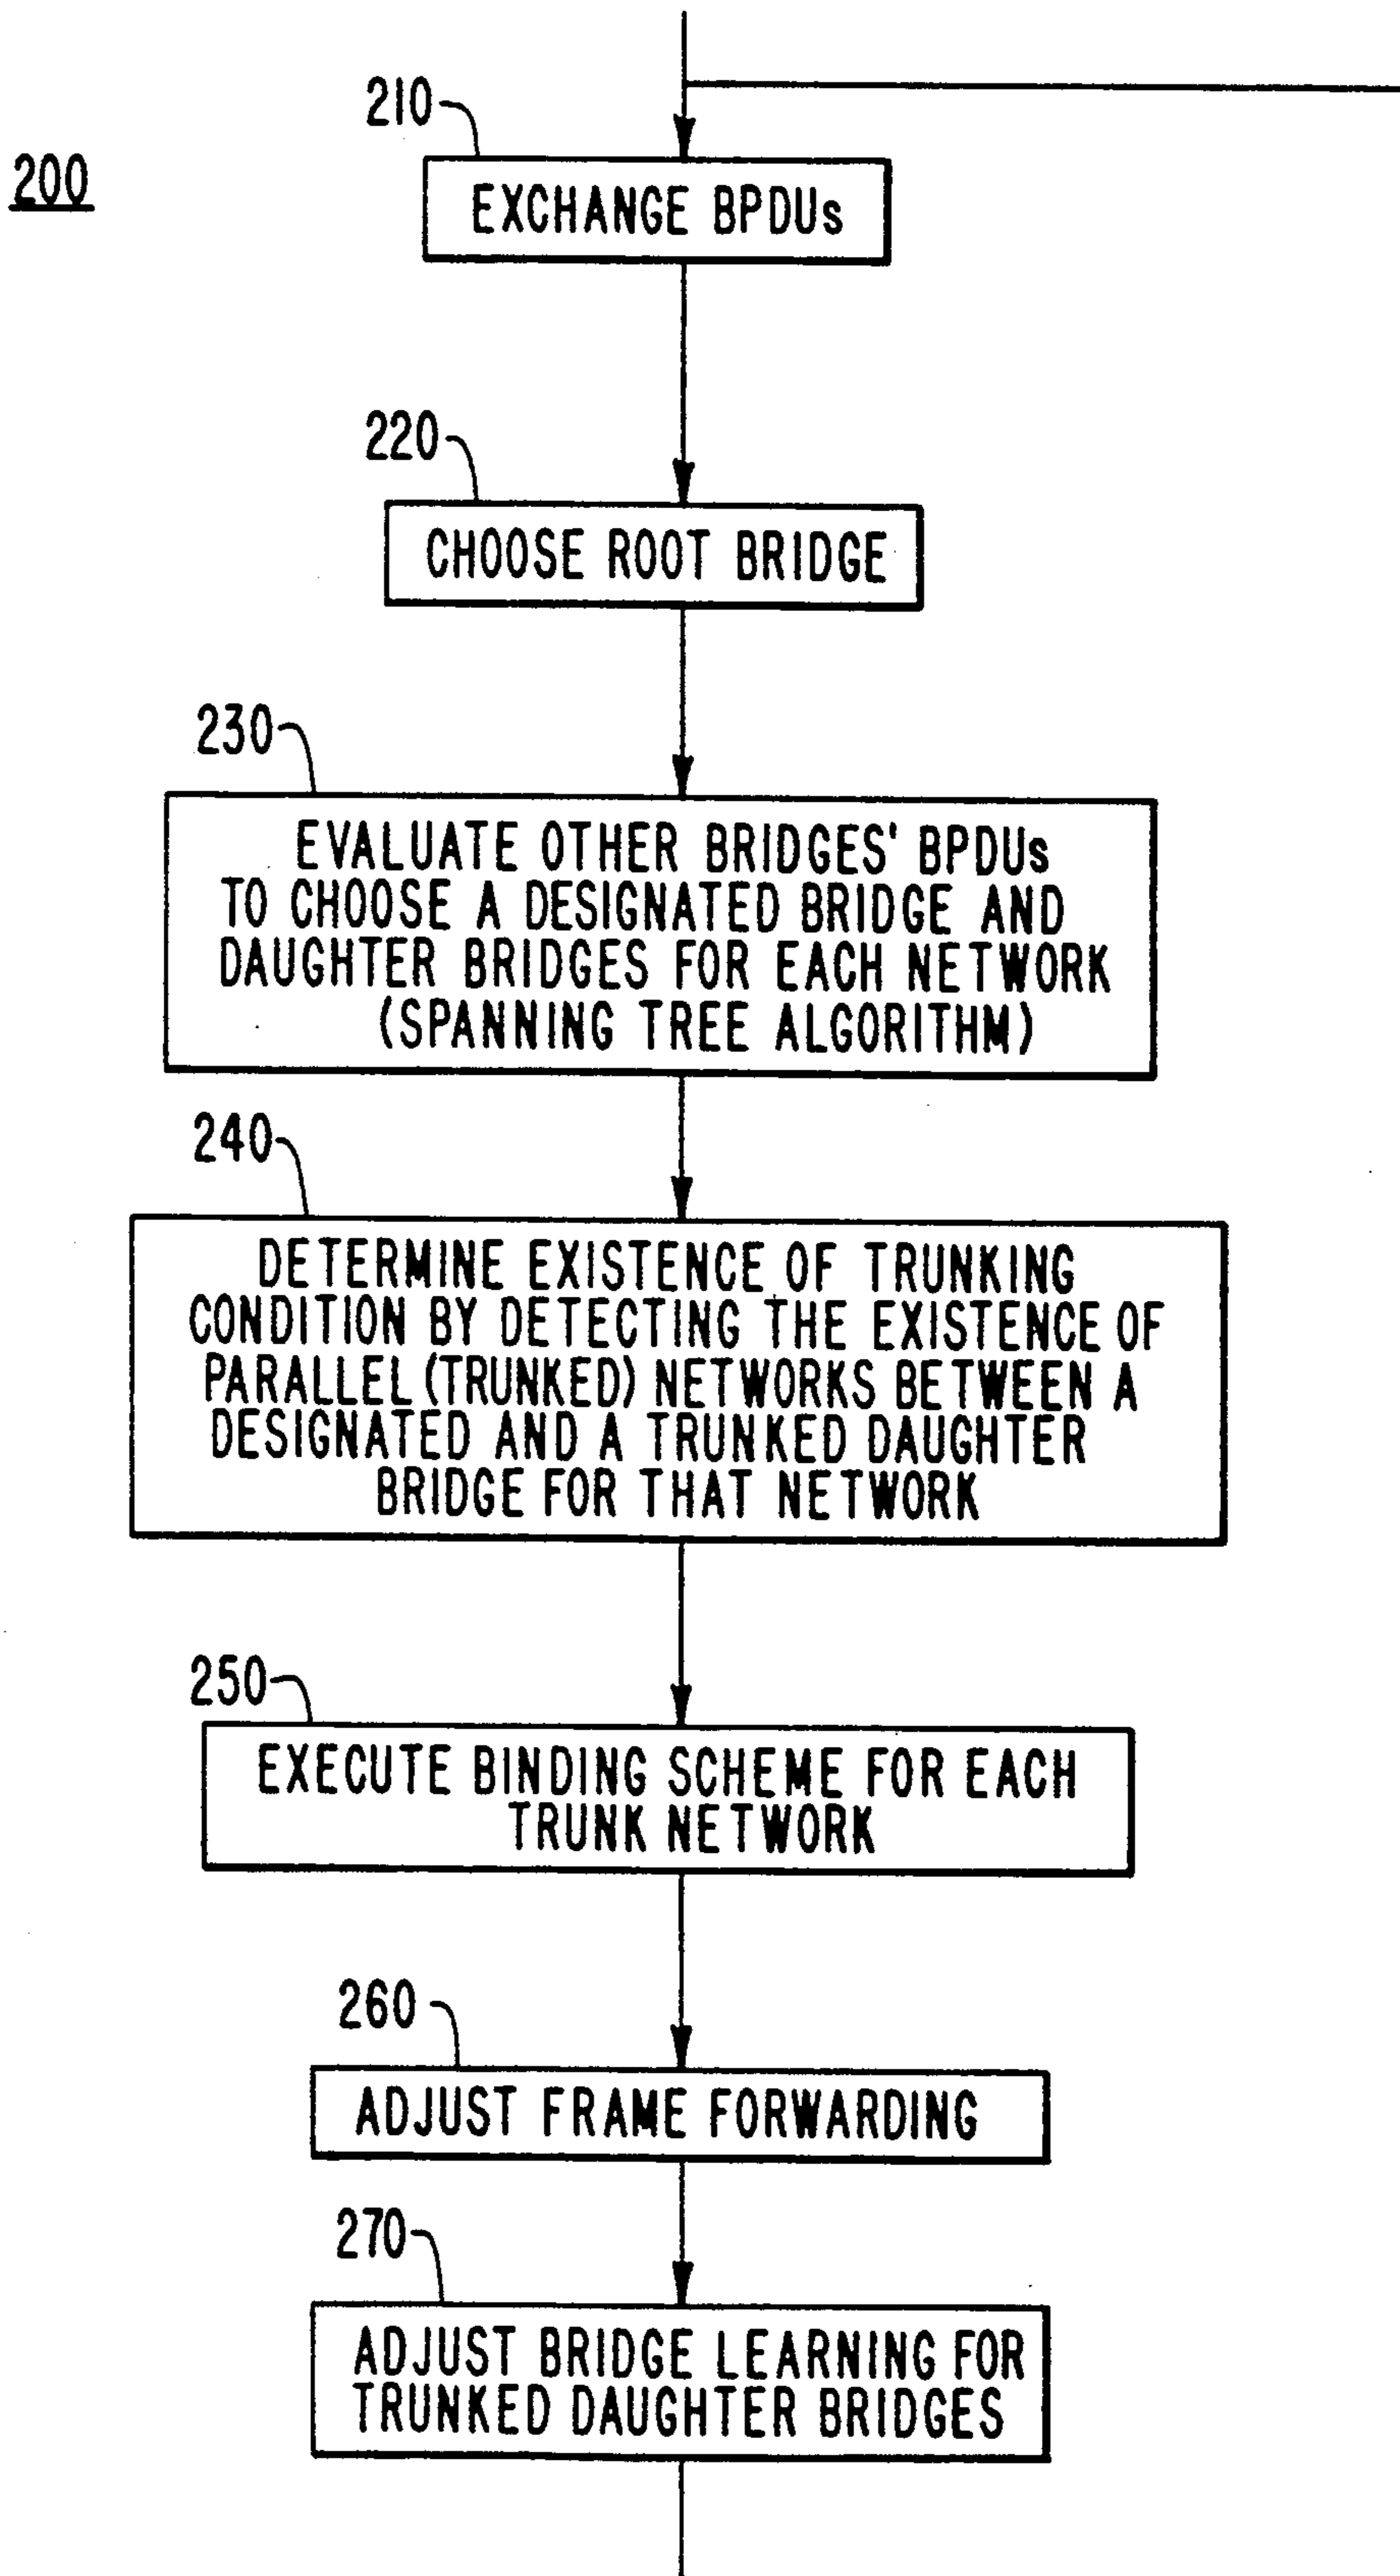 210
200
EXCHANGE BPDUs
220
CHOOSE ROOT BRIDGE
230
EVALUATE OTHER BRIDGES' BPDUs
TO CHOOSE A DESIGNATED BRIDGE AND
DAUGHTER BRIDGES FOR EACH NETWORK
(SPANNING TREE ALGORITHM)
240
DETERMINE EXISTENCE OF TRUNKING
CONDITION BY DETECTING THE EXISTENCE OF
PARALLEL (TRUNKED) NETWORKS BETWEEN A
DESIGNATED AND A TRUNKED DAUGHTER
BRIDGE FOR THAT NETWORK
250
EXECUTE BINDING SCHEME FOR EACH
TRUNK NETWORK
260
ADJUST FRAME FORWARDING
270
ADJUST BRIDGE LEARNING FOR
TRUNKED DAUGHTER BRIDGES